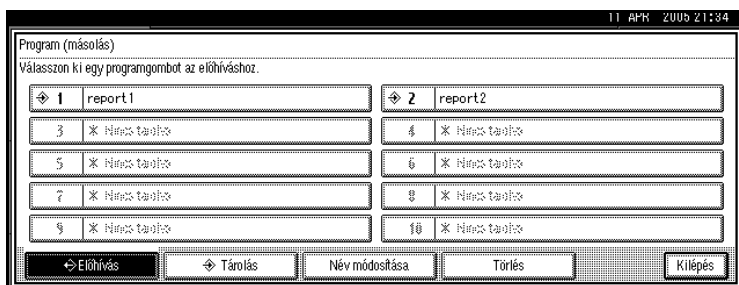 11 APR 2005 21:34
Program (másolás)
Válasszon ki egy programgombot az előhíváshoz.
1 report1
2 report2
3 * Nincs tárolva
4 * Nincs tárolva
5 * Nincs tárolva
6 * Nincs tárolva
7 * Nincs tárolva
8 * Nincs tárolva
9 * Nincs tárolva
10 * Nincs tárolva
Előhívás
Tárolás
Név módosítása
Törlés
Kilépés